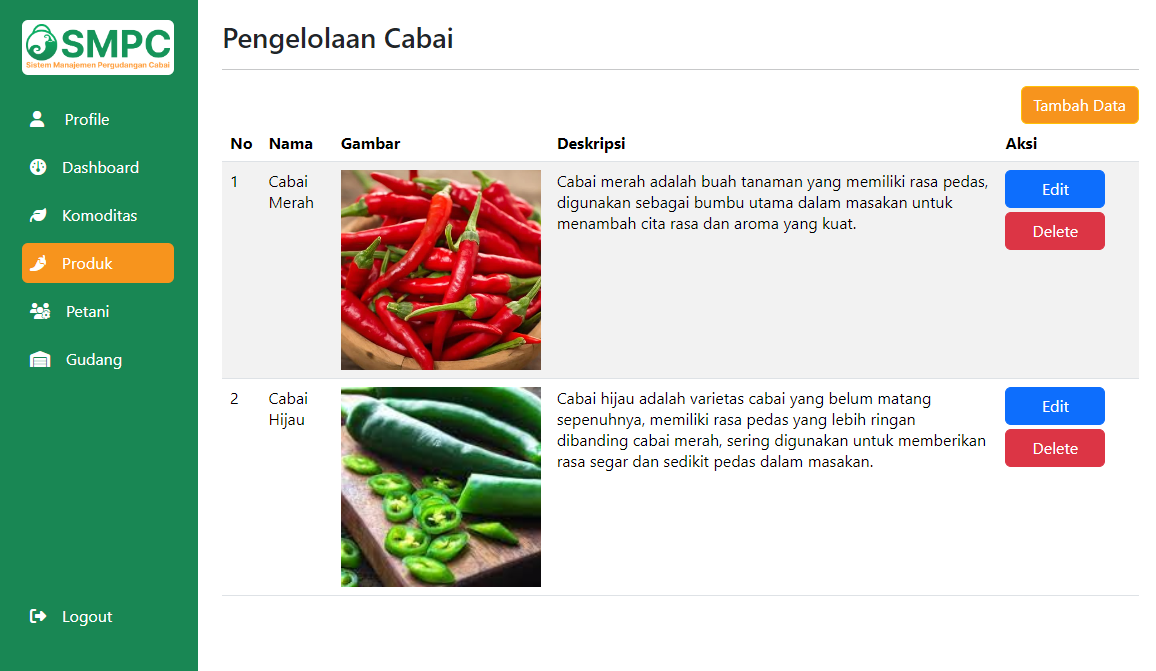 SMPC
Sistem Manajemen Pergudangan Cabai
Profile
Dashboard
Komoditas
Produk
Petani
Gudang
Logout
Pengelolaan Cabai
Tambah Data
No Nama Gambar Deskripsi Aksi
1
Cabai
Merah
Cabai merah adalah buah tanaman yang memiliki rasa pedas,
digunakan sebagai bumbu utama dalam masakan untuk
menambah cita rasa dan aroma yang kuat.
Edit
Delete
2
Cabai
Hijau
Cabai hijau adalah varietas cabai yang belum matang
sepenuhnya, memiliki rasa pedas yang lebih ringan
dibanding cabai merah, sering digunakan untuk memberikan
rasa segar dan sedikit pedas dalam masakan.
Edit
Delete